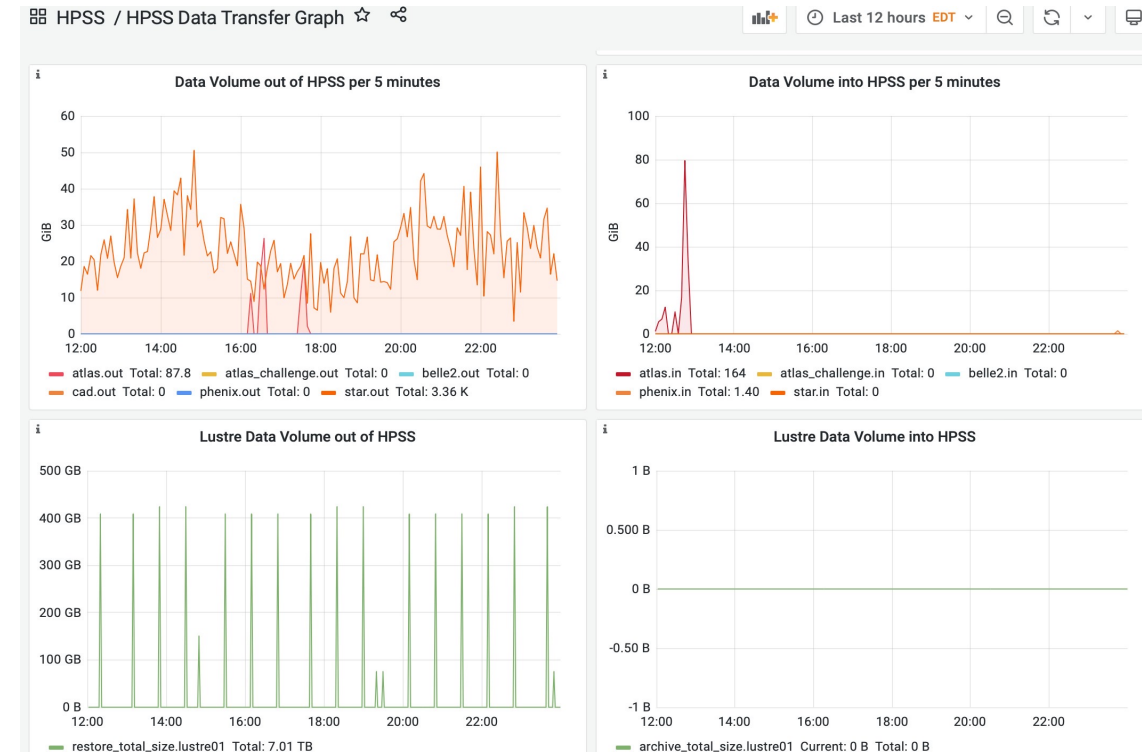 HPSS / HPSS Data Transfer Graph
Last 12 hours EDT
i
Data Volume out of HPSS per 5 minutes
60
50
40
30
20
10
0
GiB
12:00 14:00 16:00 18:00 20:00 22:00
atlas.out Total: 87.8 atlas_challenge.out Total: 0 belle2.out Total: 0
cad.out Total: 0 phenix.out Total: 0 star.out Total: 3.36 K
i
Data Volume into HPSS per 5 minutes
100
80
60
40
20
0
GiB
12:00 14:00 16:00 18:00 20:00 22:00
atlas.in Total: 164 atlas_challenge.in Total: 0 belle2.in Total: 0
phenix.in Total: 1.40 star.in Total: 0
i
Lustre Data Volume out of HPSS
500 GB
400 GB
300 GB
200 GB
100 GB
0 B
12:00 14:00 16:00 18:00 20:00 22:00
restore_total_size.lustre01 Total: 7.01 TB
i
Lustre Data Volume into HPSS
1 B
0.500 B
0 B
-0.50 B
-1 B
12:00 14:00 16:00 18:00 20:00 22:00
archive_total_size.lustre01 Current: 0 B Total: 0 B